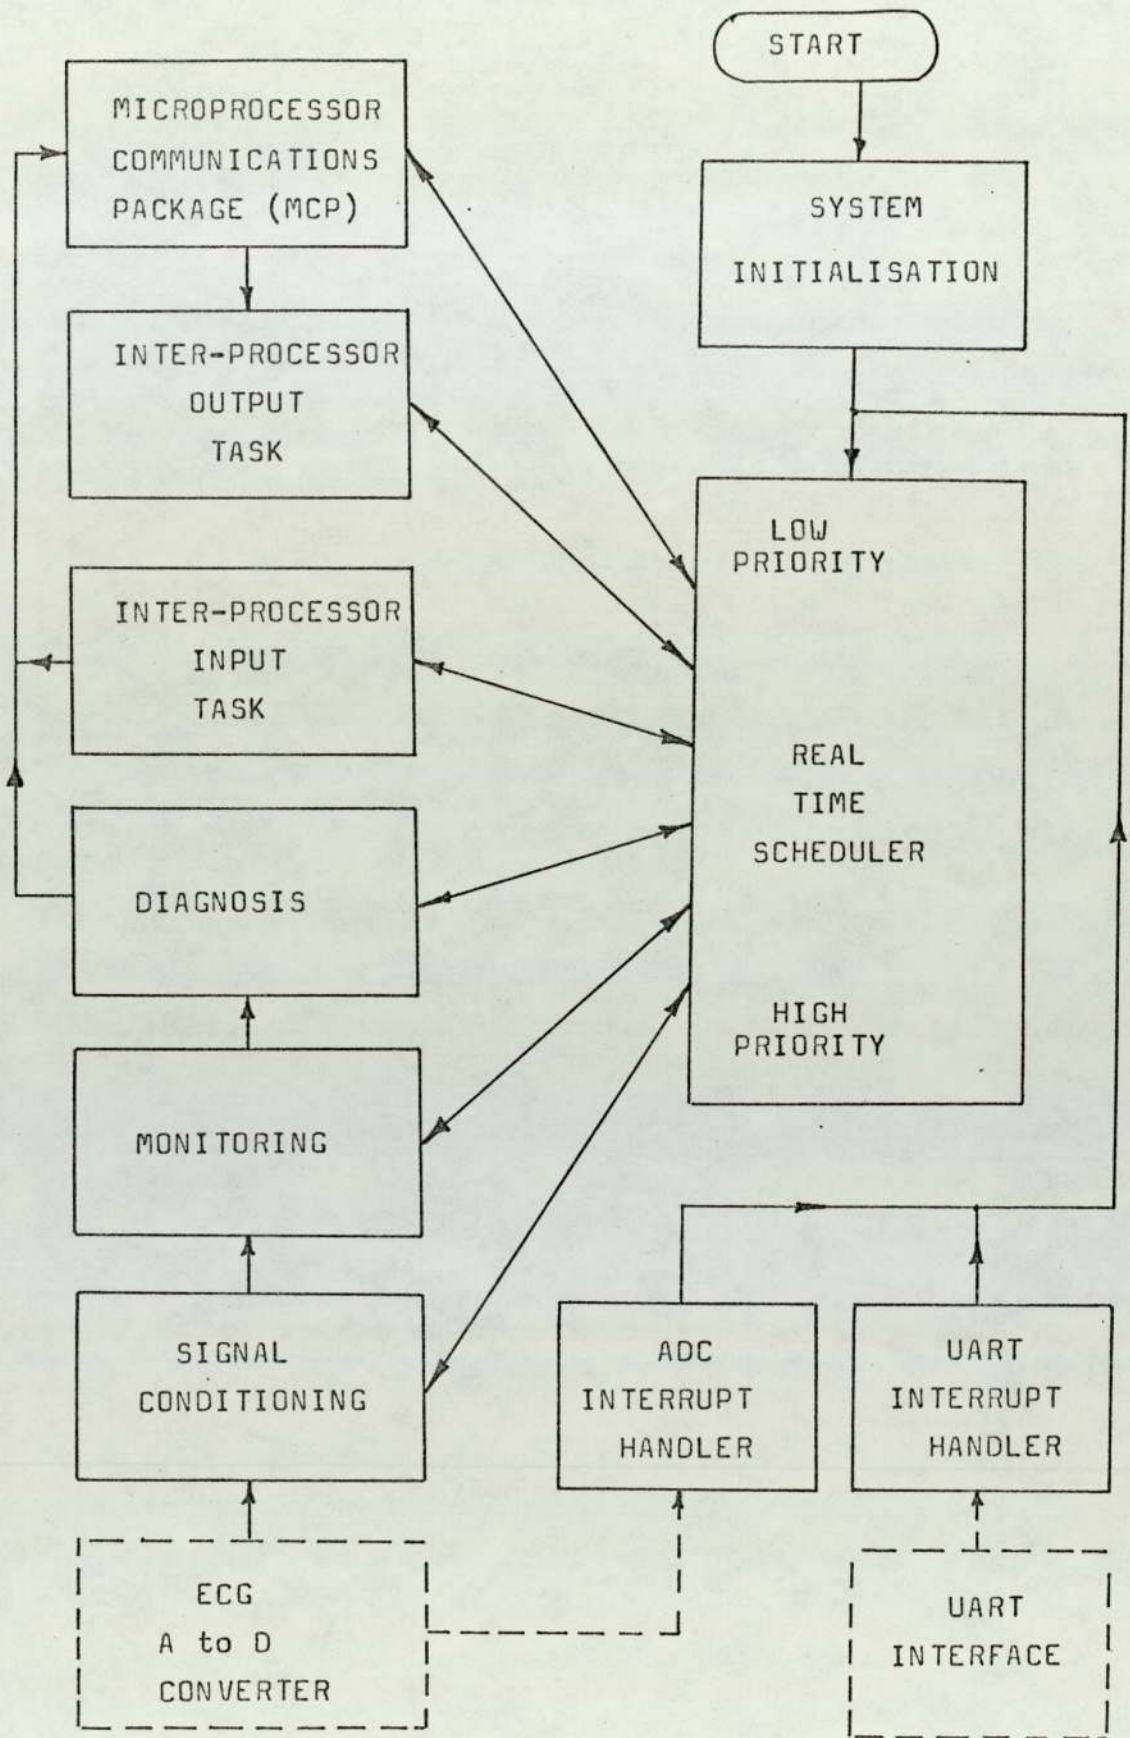 START
MICROPROCESSOR
COMMUNICATIONS
PACKAGE (MCP)
SYSTEM
INITIALISATION
INTER-PROCESSOR
OUTPUT
TASK
LOW
PRIORITY
INTER-PROCESSOR
INPUT
TASK
REAL
TIME
SCHEDULER
DIAGNOSIS
HIGH
PRIORITY
MONITORING
SIGNAL
CONDITIONING
ADC
INTERRUPT
HANDLER
UART
INTERRUPT
HANDLER
ECG
A to D
CONVERTER
UART
INTERFACE